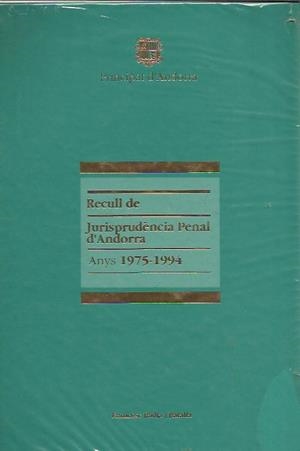 Principat d'Andorra
Recull de
Jurisprudència Penal
d'Andorra
Anys 1975-1994